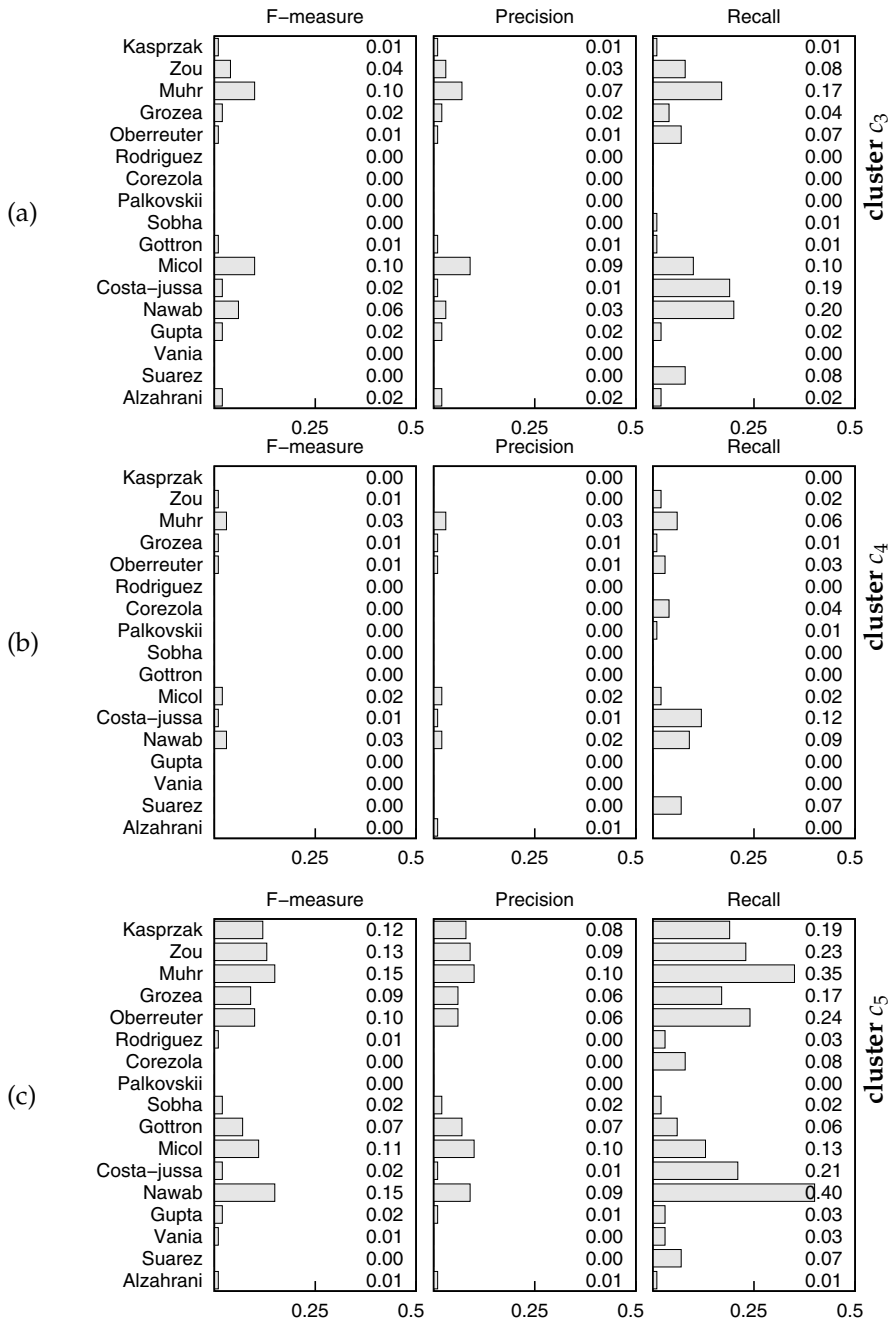 F−measure Precision Recall
Kasprzak 0.01 0.01 0.01
Zou 0.04 0.03 0.08
Muhr 0.10 0.07 0.17
Grozea 0.02 0.02 0.04
Oberreuter 0.01 0.01 0.07
Rodriguez 0.00 0.00 0.00
Corezola 0.00 0.00 0.00
Palkovskii 0.00 0.00 0.00
Sobha 0.00 0.00 0.01
Gottron 0.01 0.01 0.01
Micol 0.10 0.09 0.10
Costa−jussa 0.02 0.01 0.19
Nawab 0.06 0.03 0.20
Gupta 0.02 0.02 0.02
Vania 0.00 0.00 0.00
Suarez 0.00 0.00 0.08
Alzahrani 0.02 0.02 0.02
0.25 0.5 0.25 0.5 0.25 0.5
(a)
cluster c3
F−measure Precision Recall
Kasprzak 0.00 0.00 0.00
Zou 0.01 0.00 0.02
Muhr 0.03 0.03 0.06
Grozea 0.01 0.01 0.01
Oberreuter 0.01 0.01 0.03
Rodriguez 0.00 0.00 0.00
Corezola 0.00 0.00 0.04
Palkovskii 0.00 0.00 0.01
Sobha 0.00 0.00 0.00
Gottron 0.00 0.00 0.00
Micol 0.02 0.02 0.02
Costa−jussa 0.01 0.01 0.12
Nawab 0.03 0.02 0.09
Gupta 0.00 0.00 0.00
Vania 0.00 0.00 0.00
Suarez 0.00 0.00 0.07
Alzahrani 0.00 0.01 0.00
0.25 0.5 0.25 0.5 0.25 0.5
(b)
cluster c4
F−measure Precision Recall
Kasprzak 0.12 0.08 0.19
Zou 0.13 0.09 0.23
Muhr 0.15 0.10 0.35
Grozea 0.09 0.06 0.17
Oberreuter 0.10 0.06 0.24
Rodriguez 0.01 0.00 0.03
Corezola 0.00 0.00 0.08
Palkovskii 0.00 0.00 0.00
Sobha 0.02 0.02 0.02
Gottron 0.07 0.07 0.06
Micol 0.11 0.10 0.13
Costa−jussa 0.02 0.01 0.21
Nawab 0.15 0.09 0.40
Gupta 0.02 0.01 0.03
Vania 0.01 0.00 0.03
Suarez 0.00 0.00 0.07
Alzahrani 0.01 0.01 0.01
0.25 0.5 0.25 0.5 0.25 0.5
(c)
cluster c5